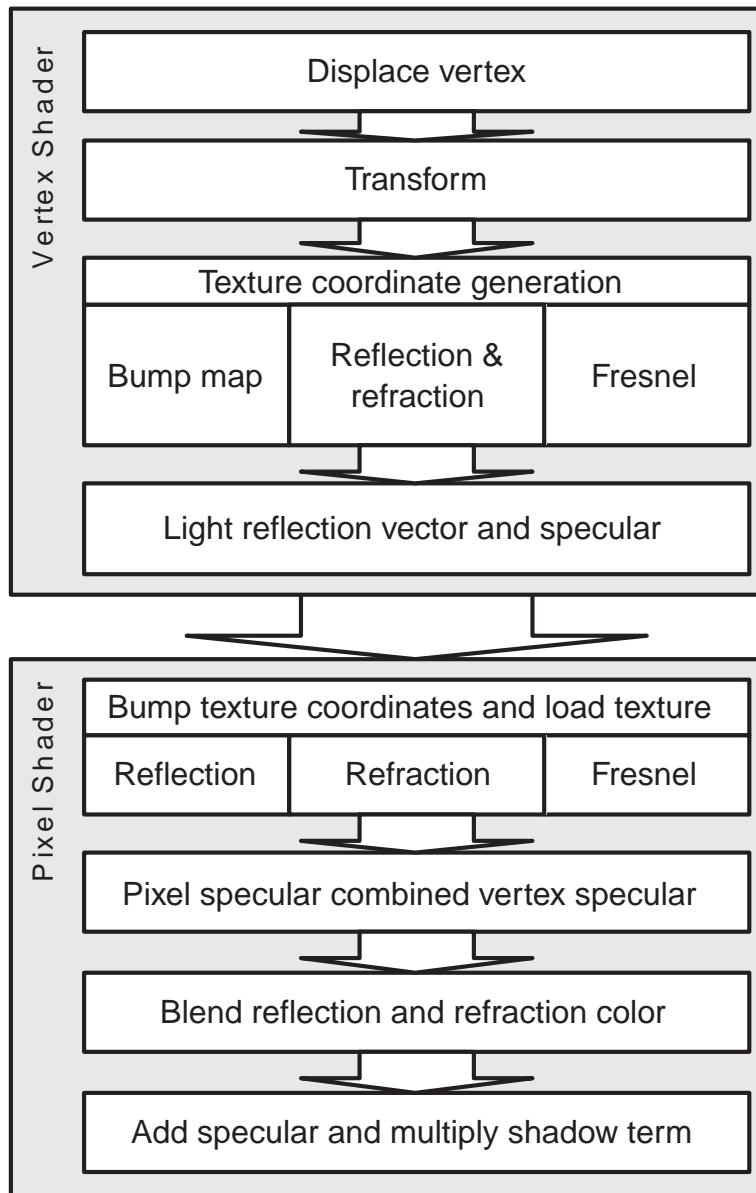 Vertex Shader
Displace vertex
Transform
Texture coordinate generation
Bump map
Reflection &
refraction
Fresnel
Light reflection vector and specular
Pixel Shader
Bump texture coordinates and load texture
Reflection
Refraction
Fresnel
Pixel specular combined vertex specular
Blend reflection and refraction color
Add specular and multiply shadow term